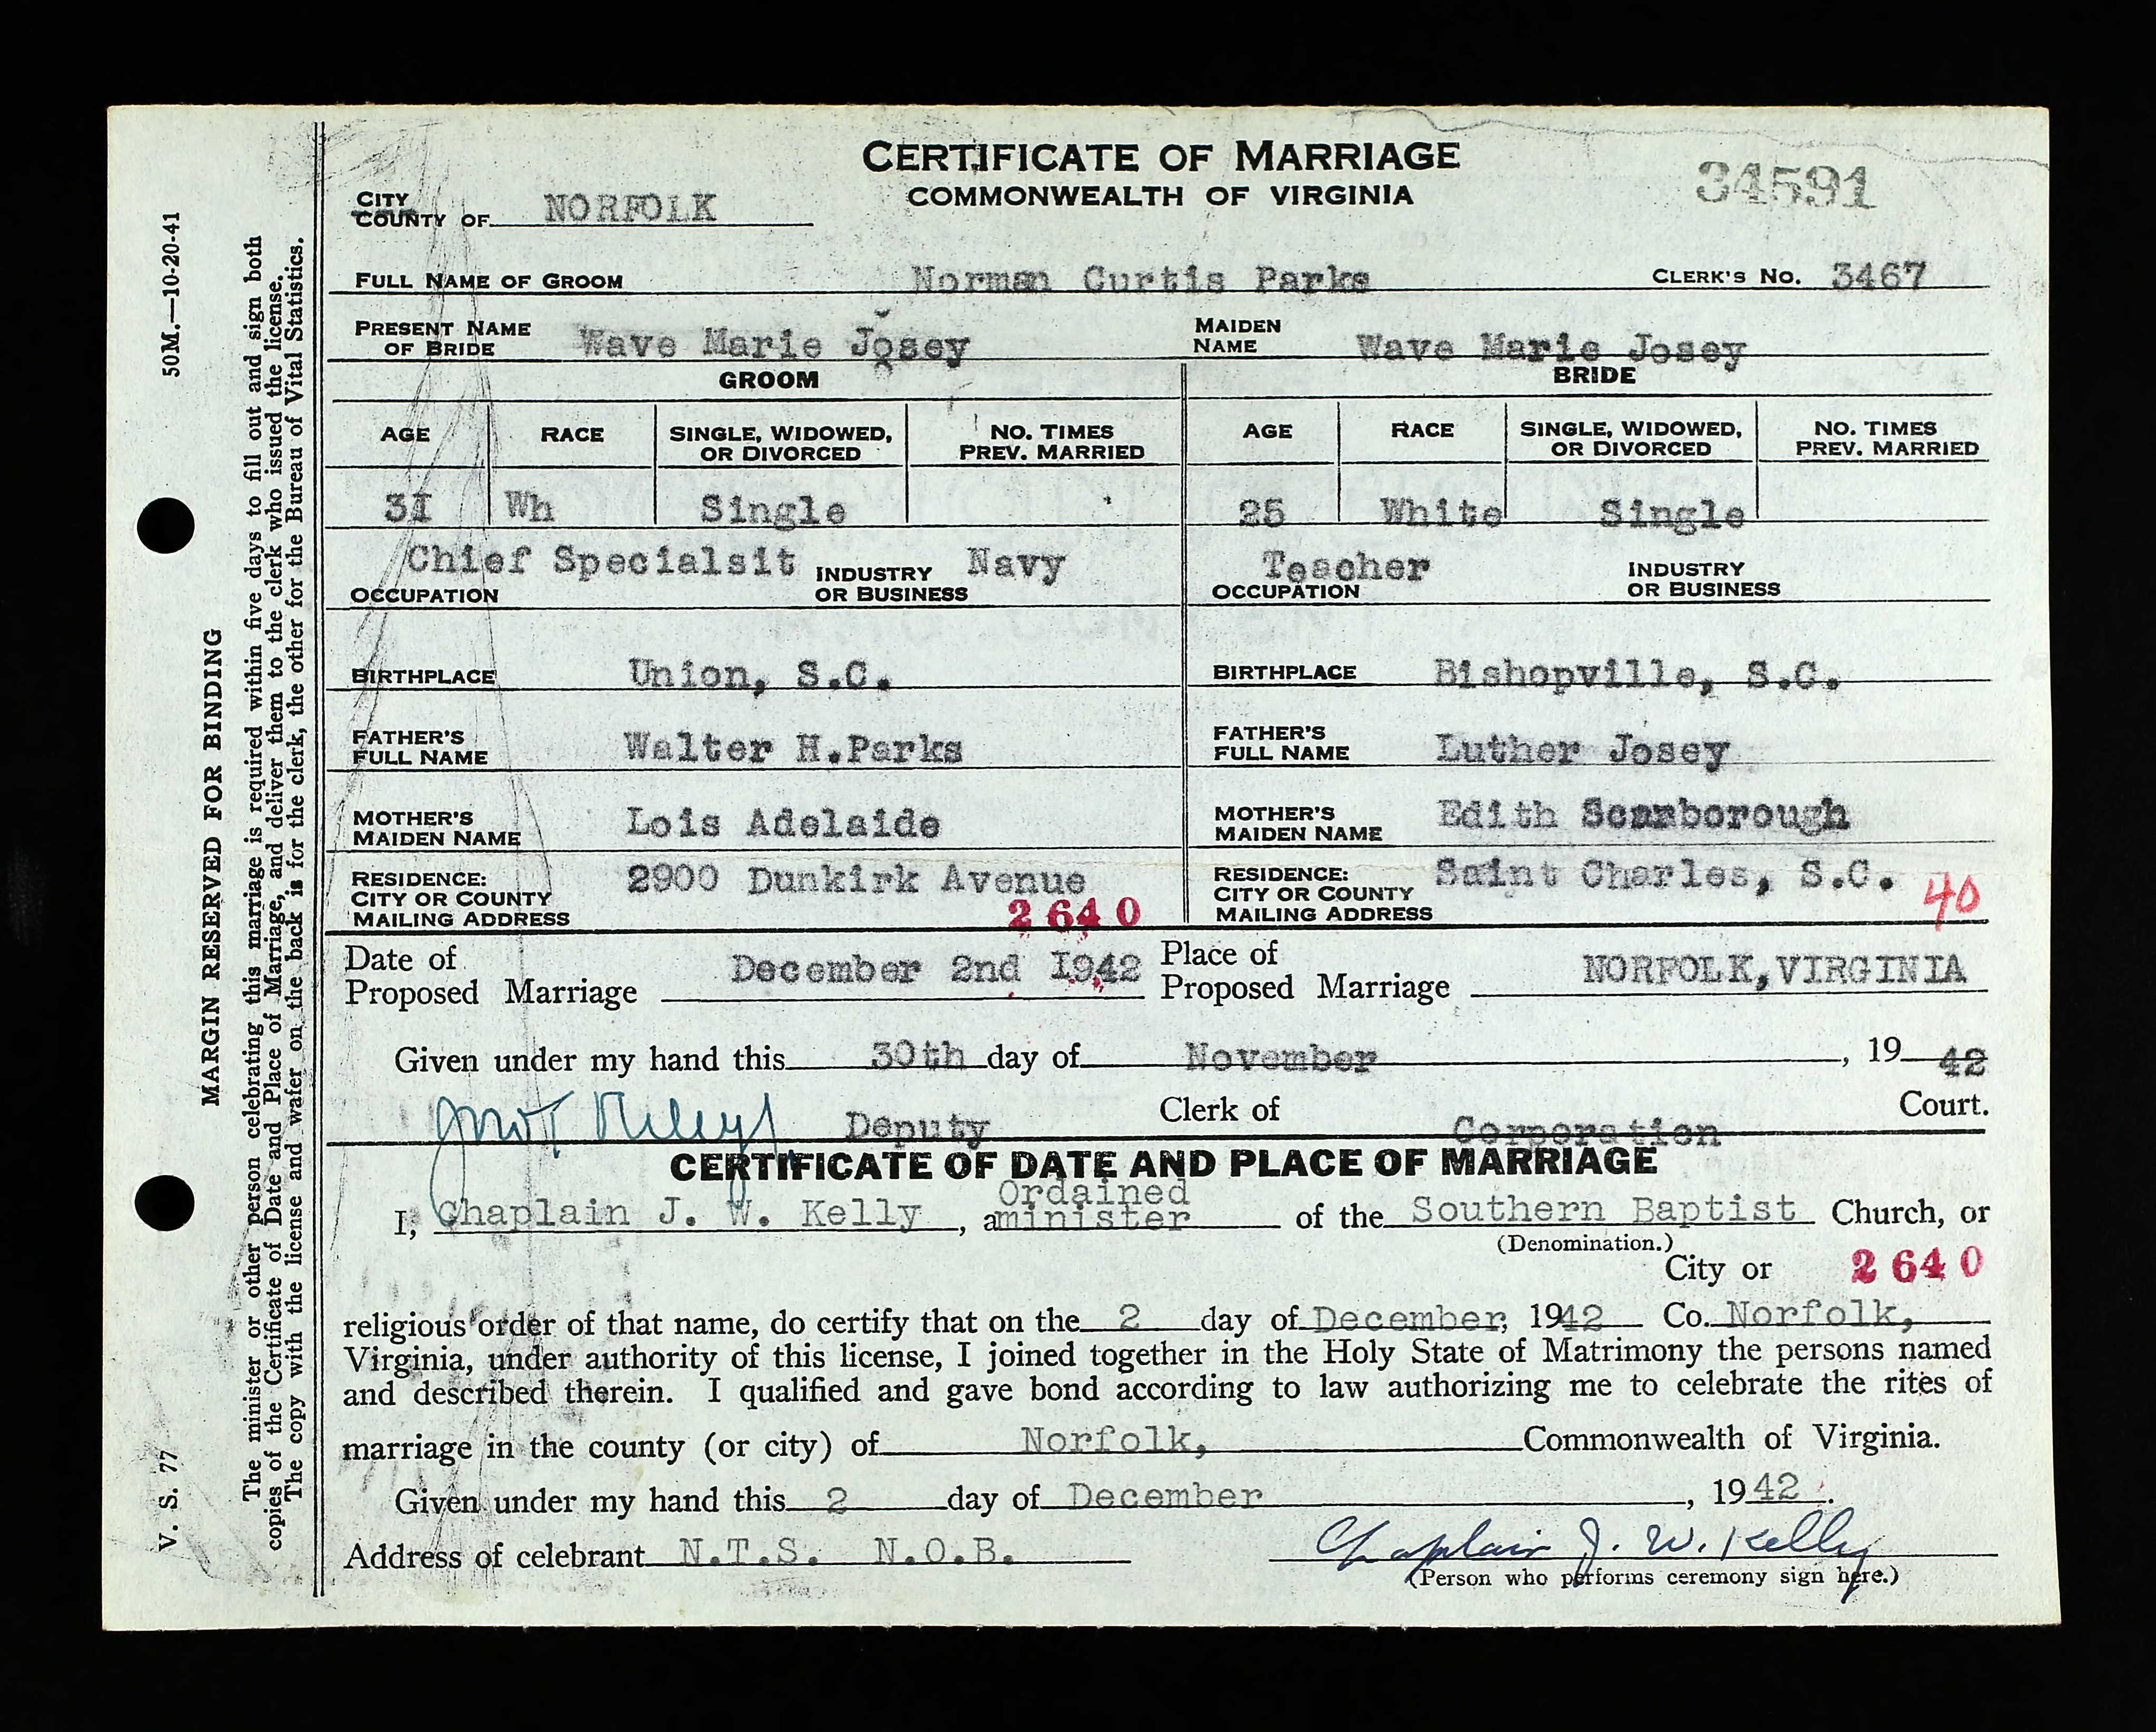 CERTIFICATE OF MARRIAGE
COMMONWEALTH OF VIRGINIA
34591
CITY
COUNTY OF NORFOLK
FULL NAME OF GROOM Norman Curtis Parks CLERK'S No. 3467
PRESENT NAME OF BRIDE Wave Marie Josey MAIDEN NAME Wave Marie Josey
GROOM BRIDE
AGE RACE SINGLE, WIDOWED, OR DIVORCED NO. TIMES PREV. MARRIED AGE RACE SINGLE, WIDOWED, OR DIVORCED NO. TIMES PREV. MARRIED
31 Wh Single 25 White Single
OCCUPATION Chief Specialsit INDUSTRY OR BUSINESS Navy OCCUPATION Teacher INDUSTRY OR BUSINESS
BIRTHPLACE Union, S.C. BIRTHPLACE Bishopville, S.C.
FATHER'S FULL NAME Walter H.Parks FATHER'S FULL NAME Luther Josey
MOTHER'S MAIDEN NAME Lois Adelaide MOTHER'S MAIDEN NAME Edith Scarborough
RESIDENCE: CITY OR COUNTY MAILING ADDRESS 2900 Dunkirk Avenue RESIDENCE: CITY OR COUNTY MAILING ADDRESS Saint Charles, S.C. 40
2640
Date of Proposed Marriage December 2nd 1942 Place of Proposed Marriage NORFOLK,VIRGINIA
Given under my hand this 30th day of November, 19 42
Deputy Clerk of Corporation Court.
CERTIFICATE OF DATE AND PLACE OF MARRIAGE
I, Chaplain J. W. Kelly, a Ordained minister of the Southern Baptist Church, or
(Denomination.)
City or 2640
religious order of that name, do certify that on the 2 day of December, 1942 Co. Norfolk,
Virginia, under authority of this license, I joined together in the Holy State of Matrimony the persons named
and described therein. I qualified and gave bond according to law authorizing me to celebrate the rites of
marriage in the county (or city) of Norfolk, Commonwealth of Virginia.
Given under my hand this 2 day of December, 1942.
Address of celebrant N.T.S. N.O.B. Chaplain J. W. Kelly
(Person who performs ceremony sign here.)
V. S. 77 50M.—10-20-41
MARGIN RESERVED FOR BINDING
The minister or other person celebrating this marriage is required within five days to fill out and sign both
copies of the Certificate of Date and Place of Marriage, and deliver them to the clerk who issued the license.
The copy with the license and wafer on the back is for the clerk, the other for the Bureau of Vital Statistics.